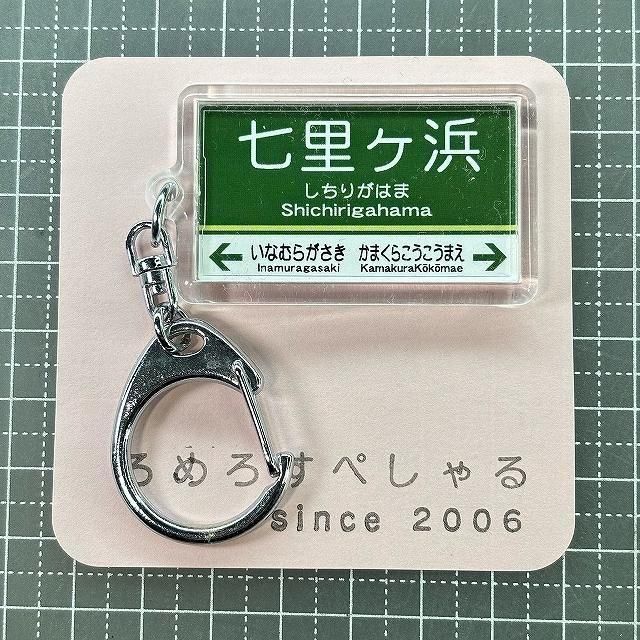 七里ヶ浜
しちりがはま
Shichirigahama
いなむらがさき かまくらこうこうまえ
Inamuragasaki KamakuraKōkōmae
ろめろすぺしゃる
since 2006